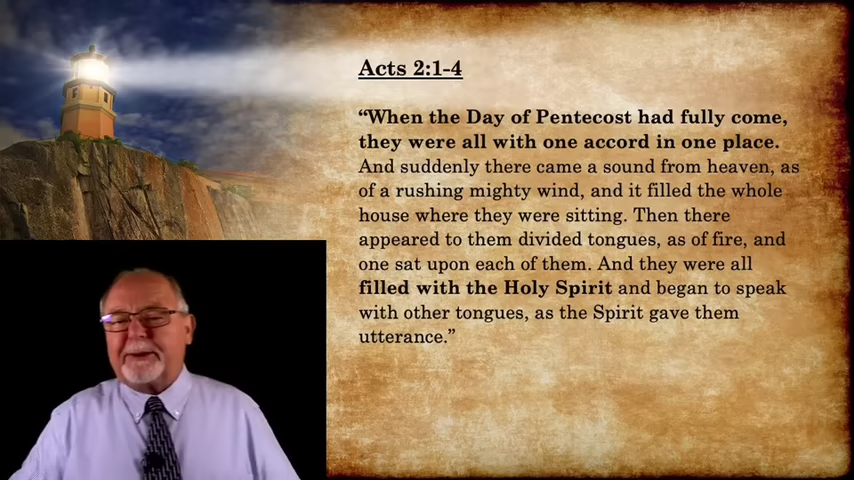 Acts 2:1-4
“When the Day of Pentecost had fully come,
they were all with one accord in one place.
And suddenly there came a sound from heaven, as
of a rushing mighty wind, and it filled the whole
house where they were sitting. Then there
appeared to them divided tongues, as of fire, and
one sat upon each of them. And they were all
filled with the Holy Spirit and began to speak
with other tongues, as the Spirit gave them
utterance.”